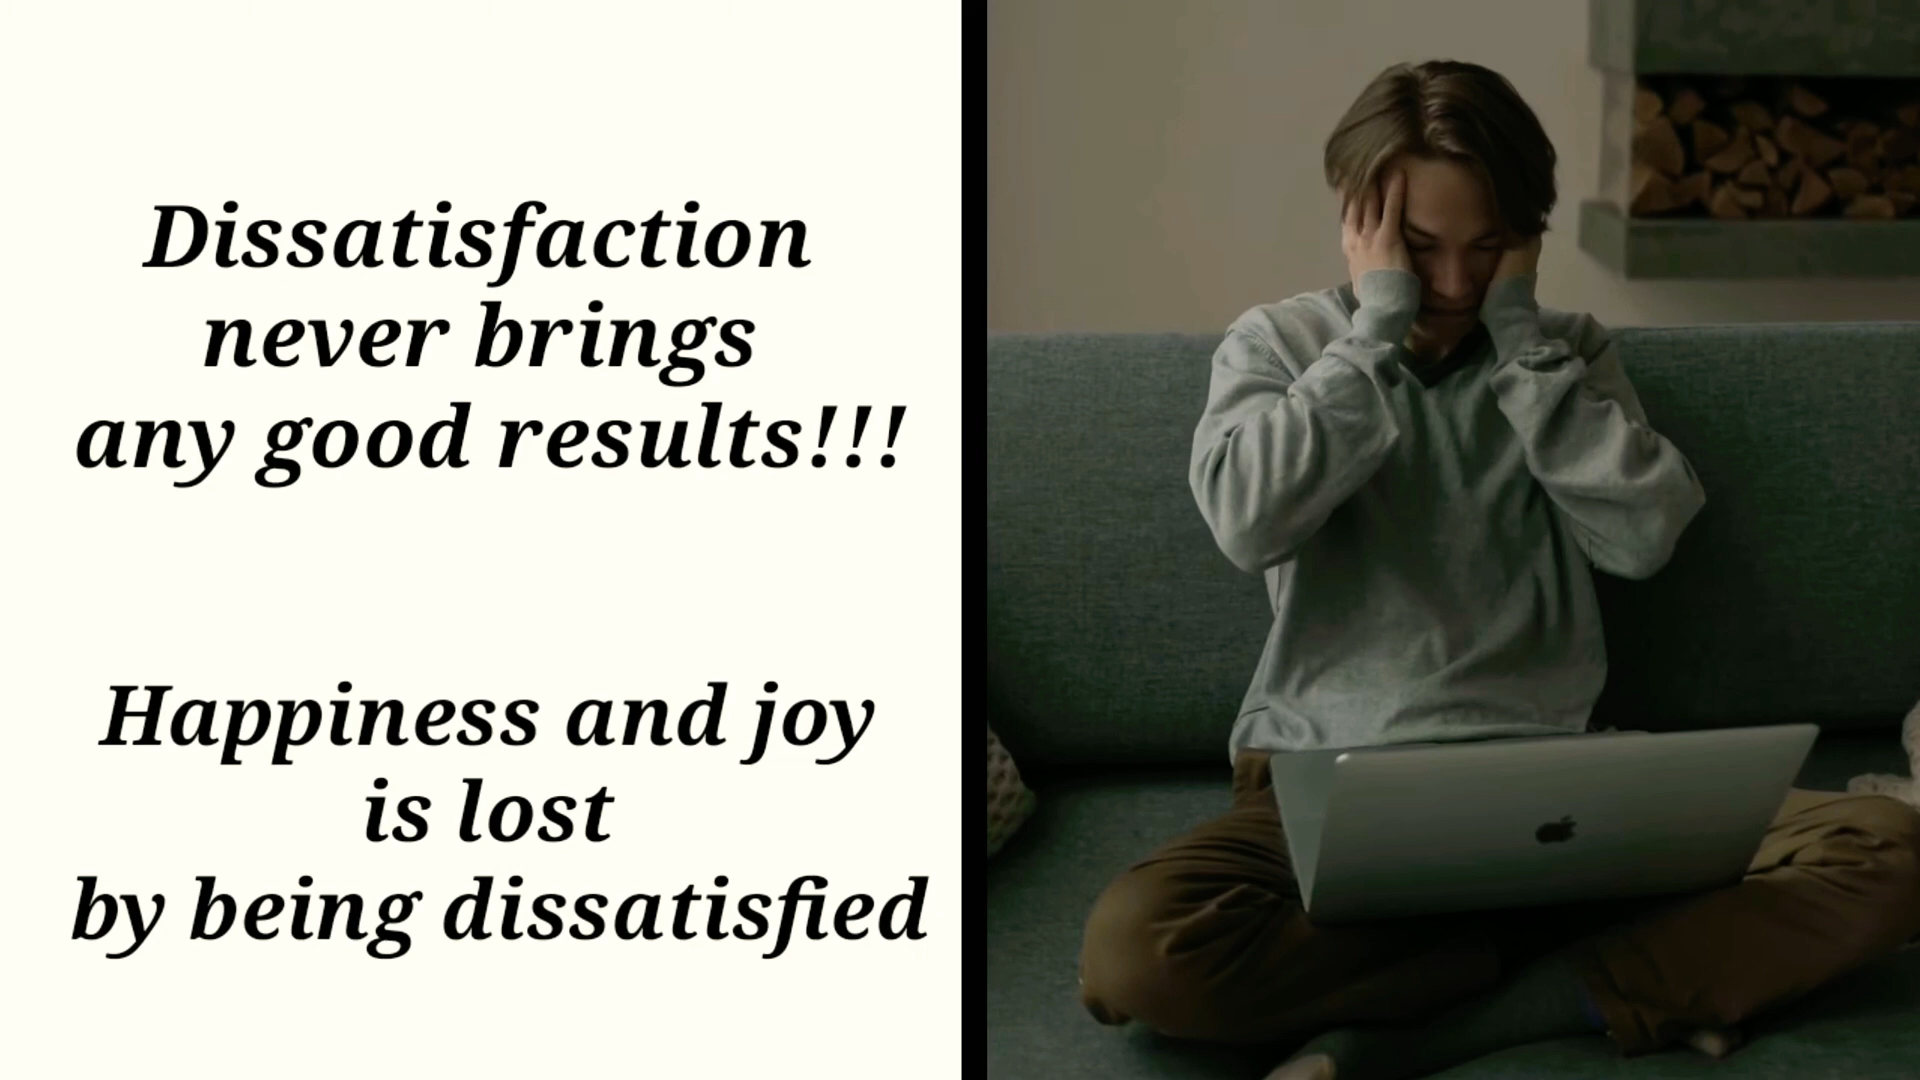 Dissatisfaction
never brings
any good results!!!
Happiness and joy
is lost
by being dissatisfied